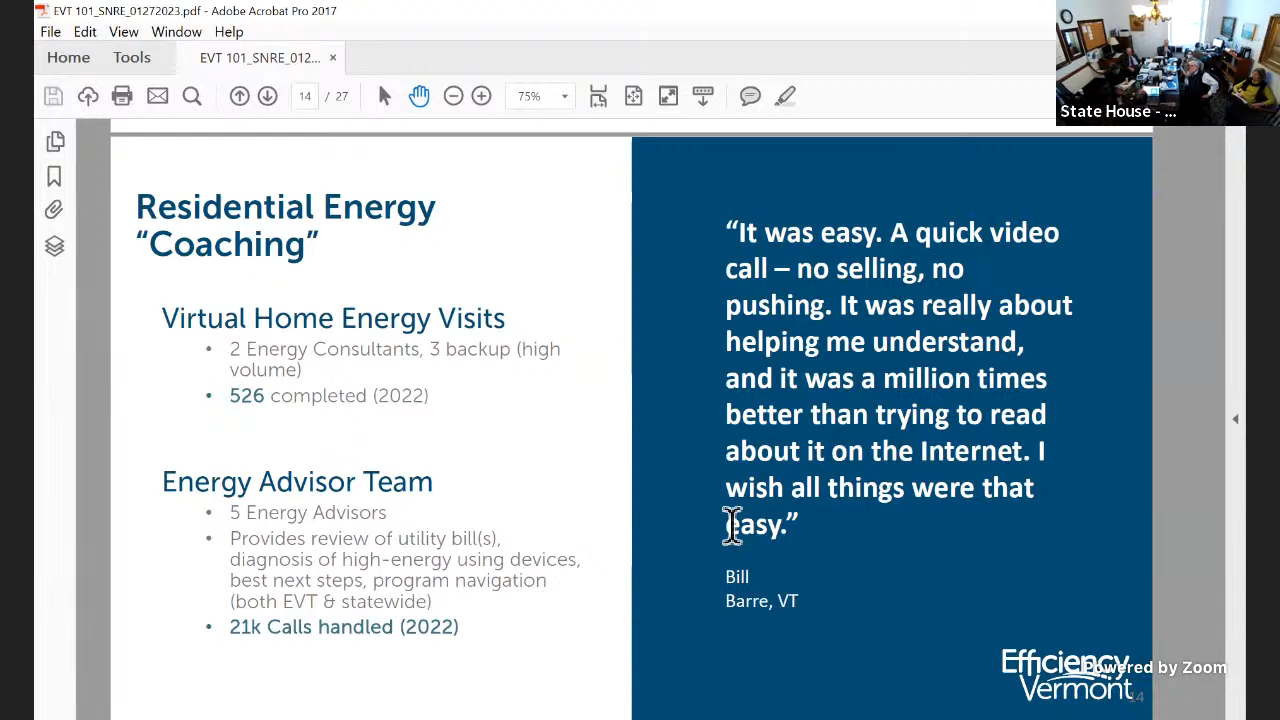 EVT 101_SNRE_01272023.pdf - Adobe Acrobat Pro 2017
File Edit View Window Help
Home Tools EVT 101_SNRE_012... ×
14 / 27 75%
State House - ...
Residential Energy
“Coaching”
Virtual Home Energy Visits
• 2 Energy Consultants, 3 backup (high
volume)
• 526 completed (2022)
Energy Advisor Team
• 5 Energy Advisors
• Provides review of utility bill(s),
diagnosis of high-energy using devices,
best next steps, program navigation
(both EVT & statewide)
• 21k Calls handled (2022)
“It was easy. A quick video
call – no selling, no
pushing. It was really about
helping me understand,
and it was a million times
better than trying to read
about it on the Internet. I
wish all things were that
easy.”
Bill
Barre, VT
Efficiency
Vermont
Powered by Zoom
14